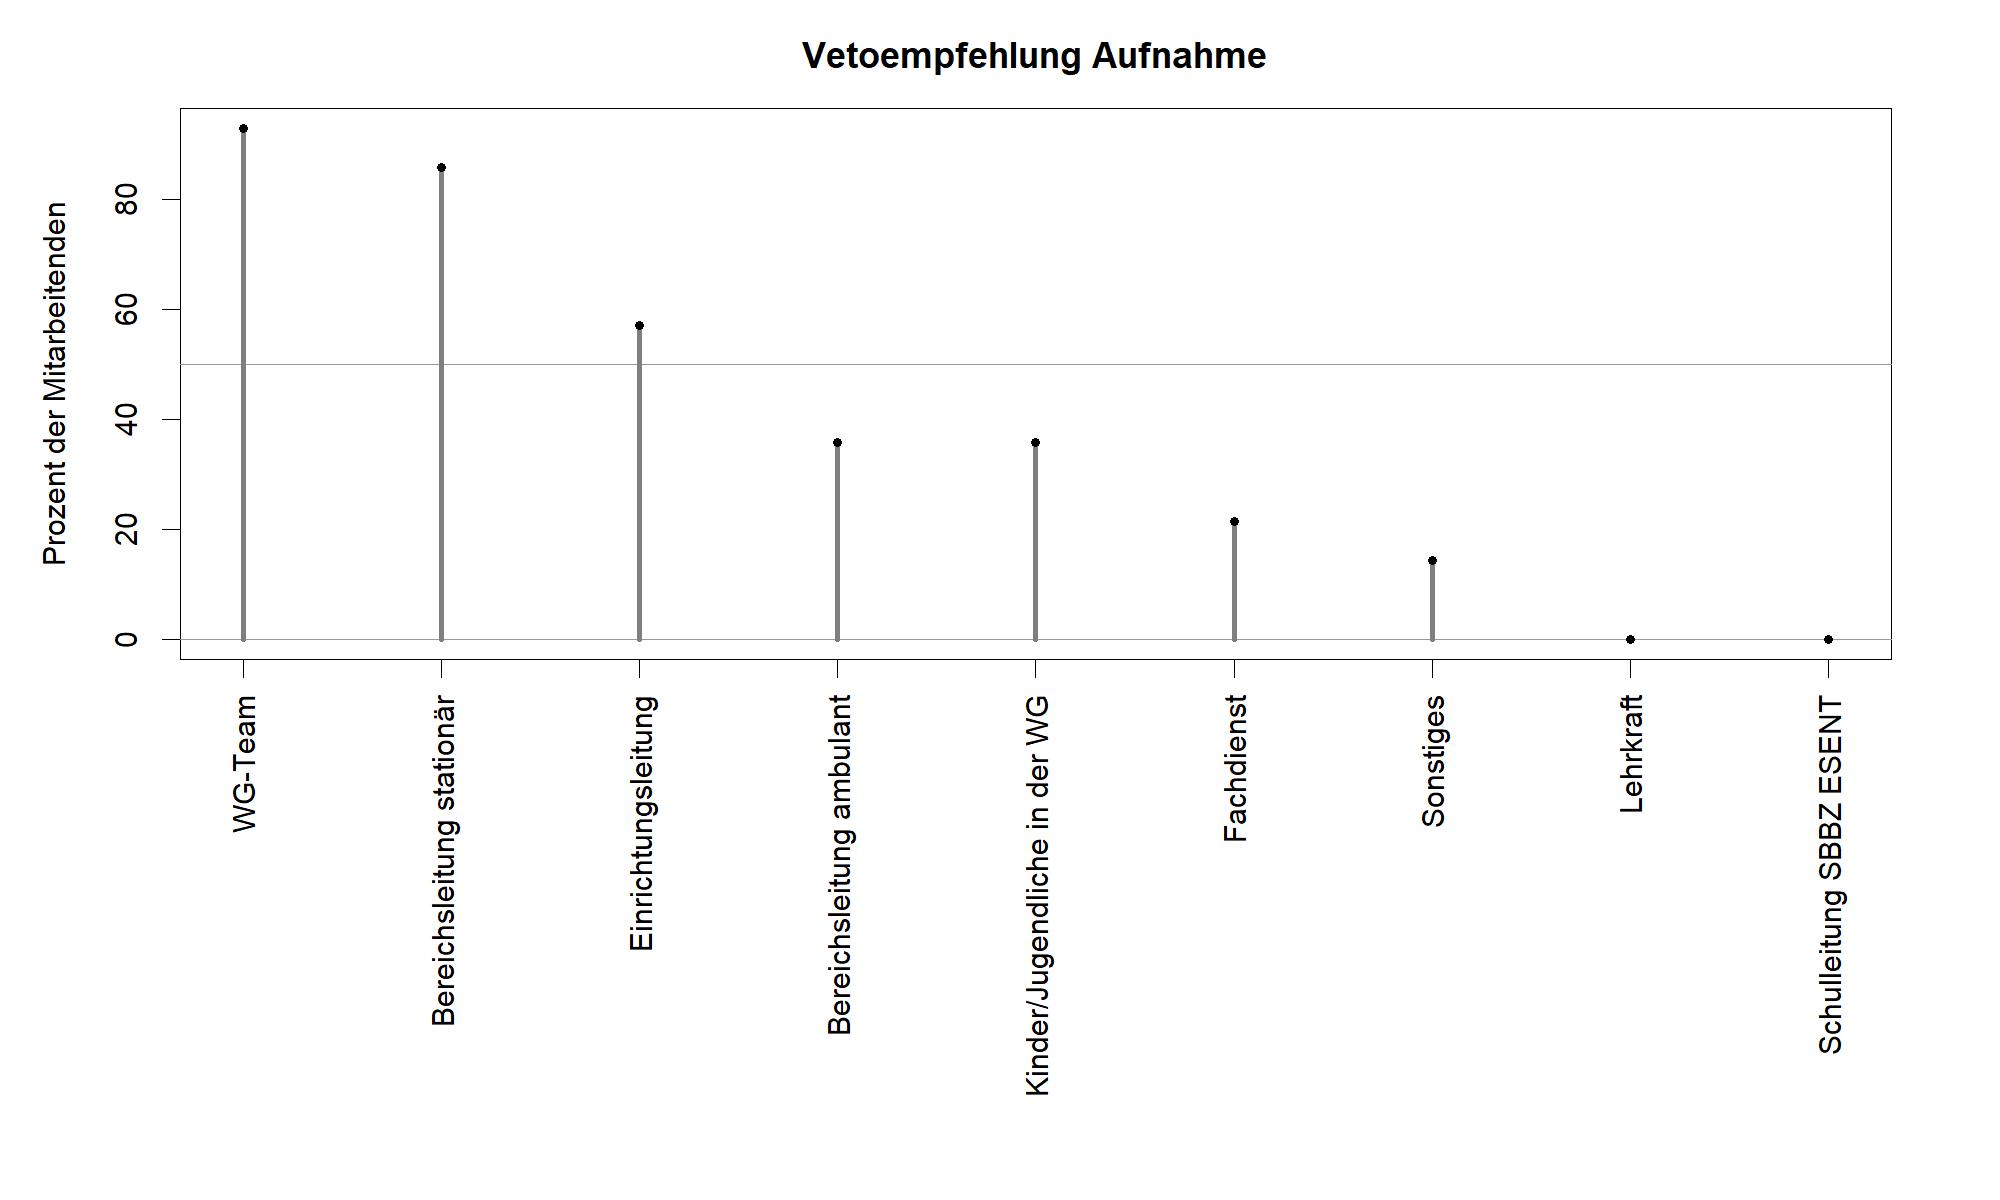 Vetoempfehlung Aufnahme
Prozent der Mitarbeitenden
80
60
40
20
0
WG-Team
Bereichsleitung stationär
Einrichtungsleitung
Bereichsleitung ambulant
Kinder/Jugendliche in der WG
Fachdienst
Sonstiges
Lehrkraft
Schulleitung SBBZ ESENT